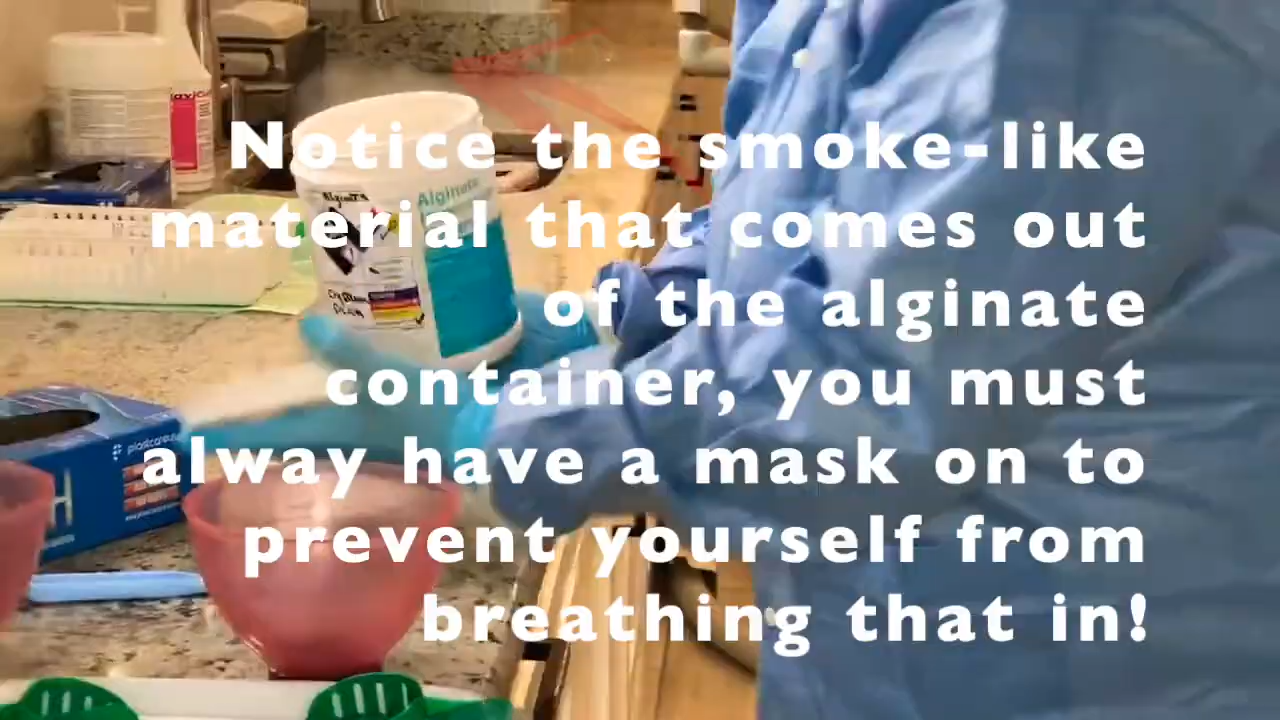 Notice the smoke-like
material that comes out
of the alginate
container, you must
alway have a mask on to
prevent yourself from
breathing that in!
Alginate